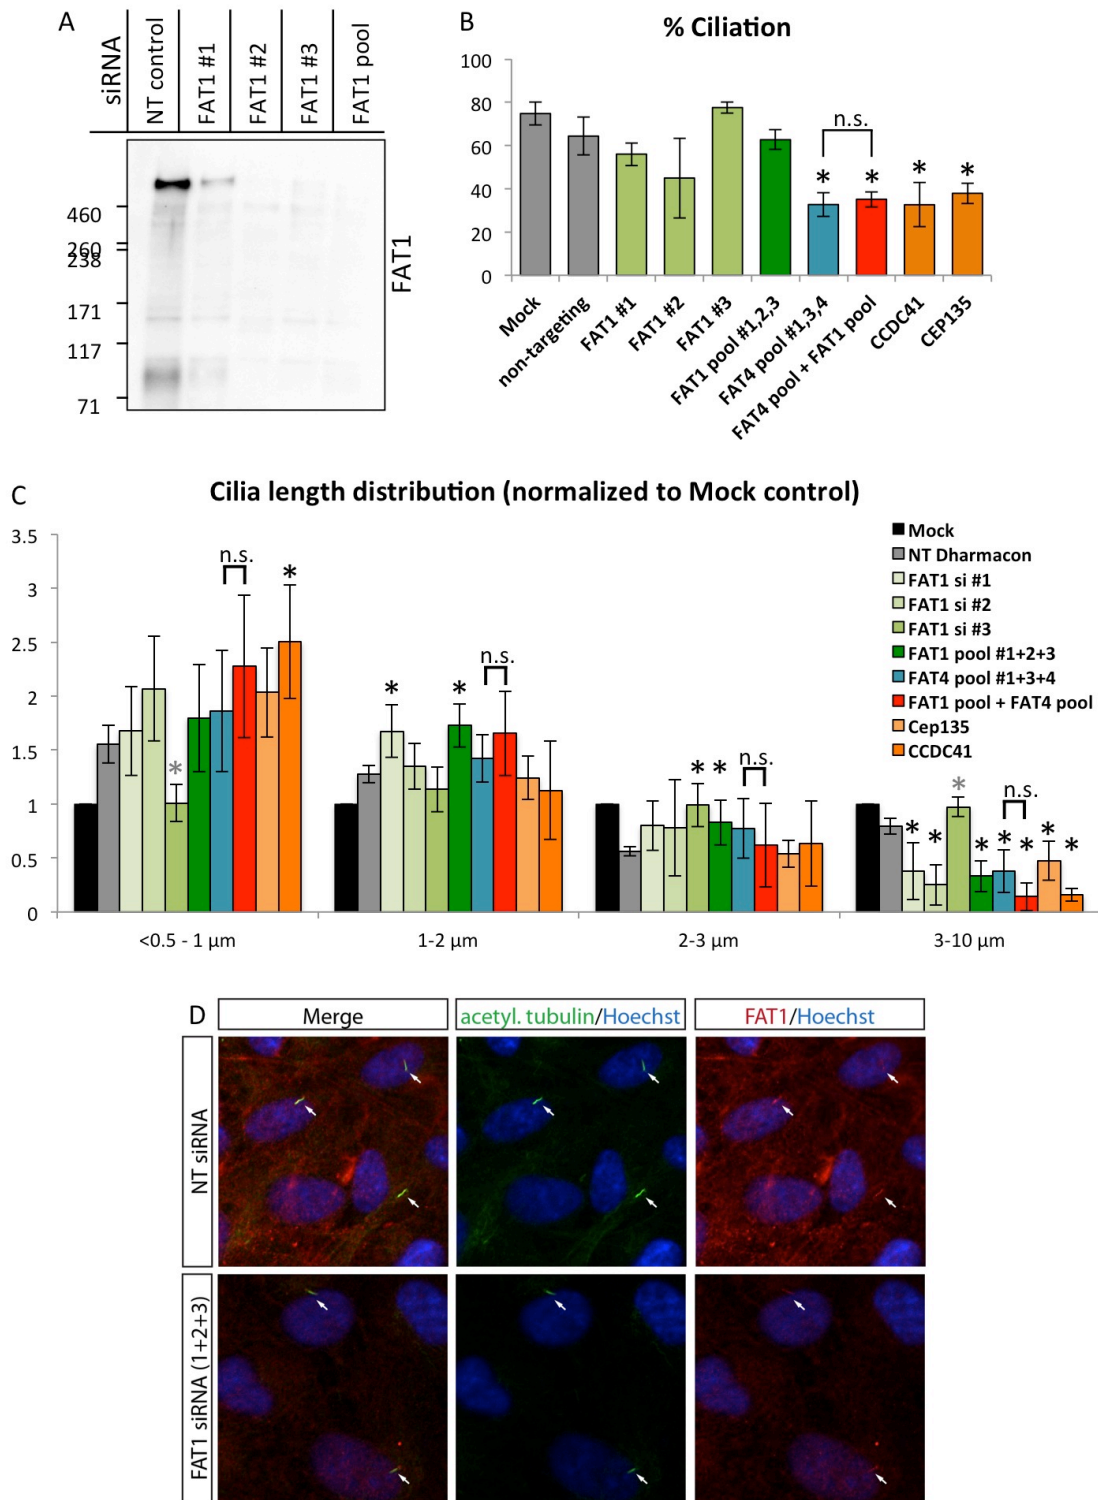 A
siRNA
NT control
FAT1 #1
FAT1 #2
FAT1 #3
FAT1 pool
460
260
238
171
117
71
FAT1
B
% Ciliation
100
80
60
40
20
0
n.s.
*
*
*
*
Mock
non-targeting
FAT1 #1
FAT1 #2
FAT1 #3
FAT1 pool #1,2,3
FAT4 pool #1,3,4
FAT4 pool + FAT1 pool
CCDC41
CEP135
C
Cilia length distribution (normalized to Mock control)
3.5
3
2.5
2
1.5
1
0.5
0
*
n.s.
*
*
*
n.s.
*
*
n.s.
*
*
*
*
*
n.s.
*
*
*
<0.5 - 1 µm
1-2 µm
2-3 µm
3-10 µm
Mock
NT Dharmacon
FAT1 si #1
FAT1 si #2
FAT1 si #3
FAT1 pool #1+2+3
FAT4 pool #1+3+4
FAT1 pool + FAT4 pool
Cep135
CCDC41
D
Merge
acetyl. tubulin/Hoechst
FAT1/Hoechst
NT siRNA
FAT1 siRNA (1+2+3)